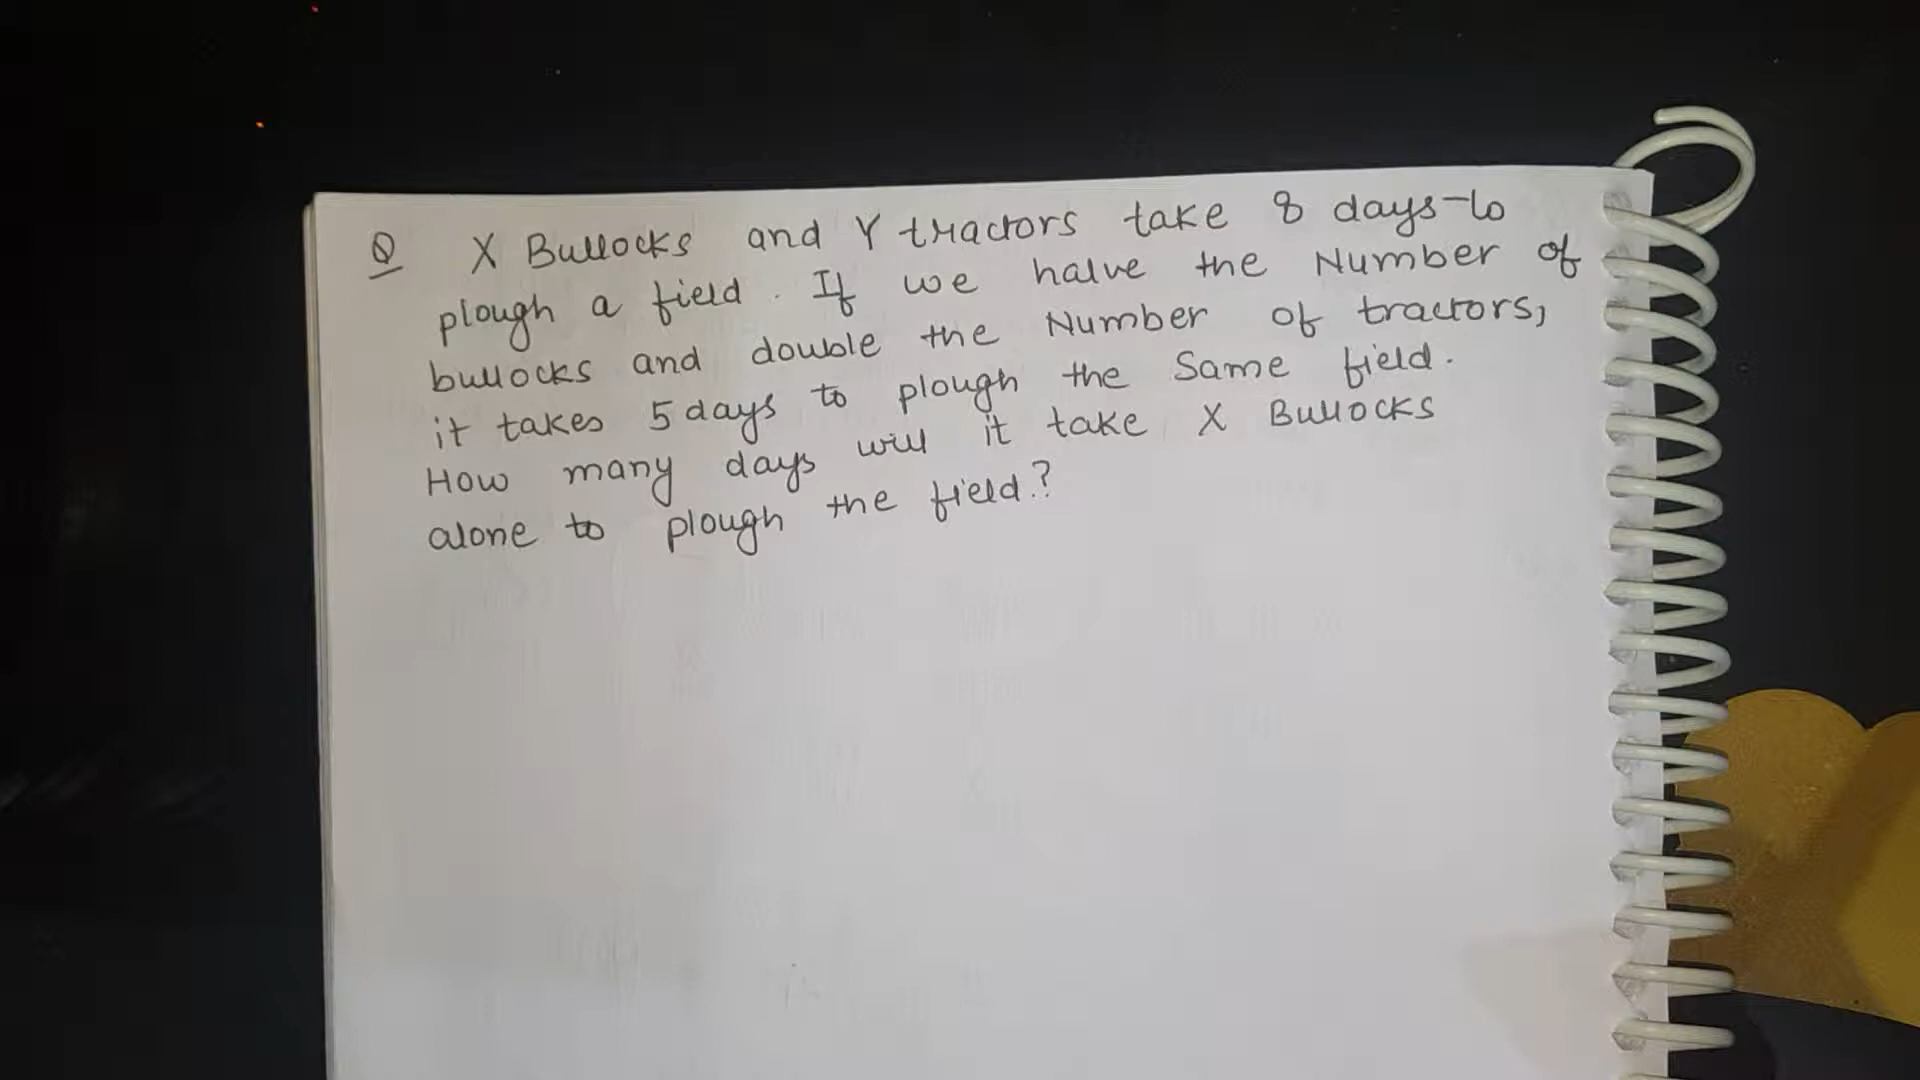 Q X Bullocks and Y tractors take 8 days to
plough a field. If we halve the Number of
bullocks and double the Number of tractors,
it takes 5 days to plough the Same field.
How many days will it take X Bullocks
alone to plough the field.?